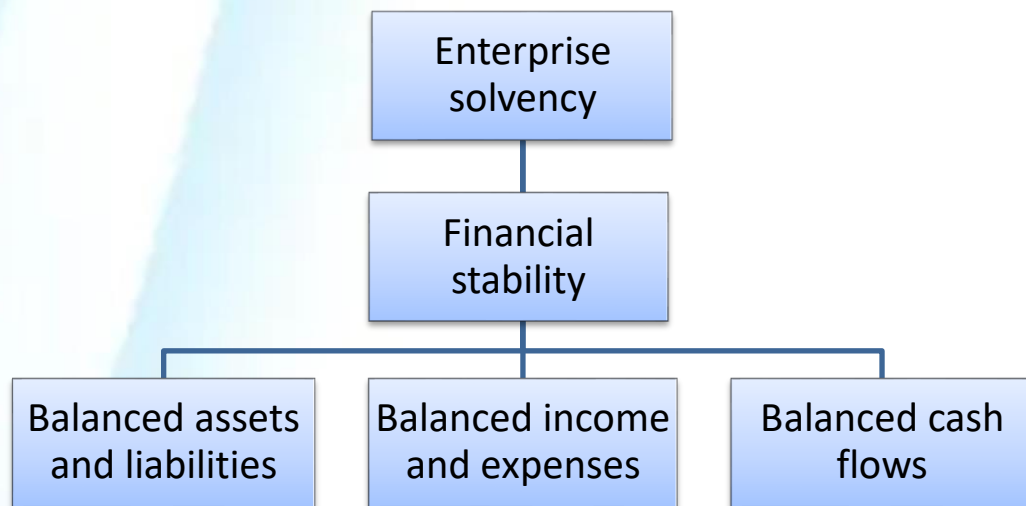 Enterprise
solvency
Financial
stability
Balanced assets
and liabilities
Balanced income
and expenses
Balanced cash
flows